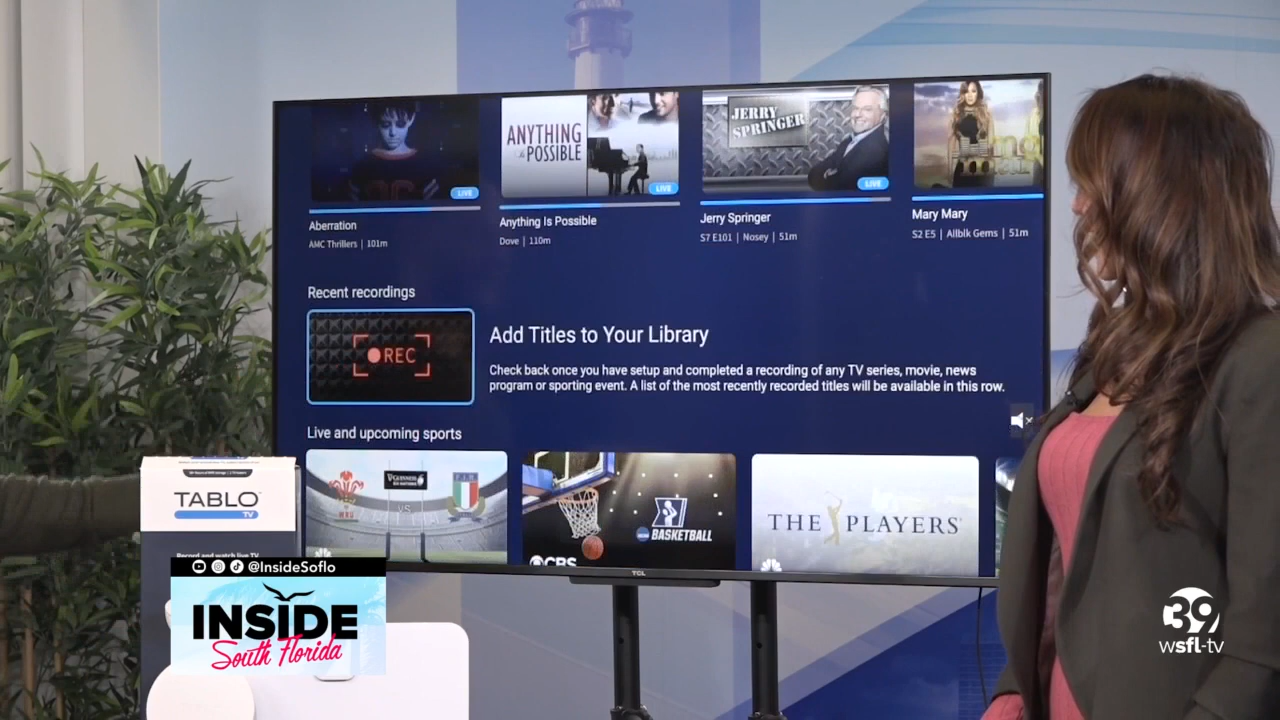 JERRY
SPRINGER
ANYTHING
is POSSIBLE
LIVE
LIVE
LIVE
Aberration
AMC Thrillers | 101m
Anything Is Possible
Dove | 110m
Jerry Springer
S7 E101 | Nosey | 51m
Mary Mary
S2 E5 | Allblk Gems | 51m
Recent recordings
REC
Add Titles to Your Library
Check back once you have setup and completed a recording of any TV series, movie, news
program or sporting event. A list of the most recently recorded titles will be available in this row.
Live and upcoming sports
GUINNESS
WRU
VS
F.I.R.
BASKETBALL
CBS
THE PLAYERS
TCL
TABLO
TV
Record and watch live TV
@InsideSoflo
INSIDE
South Florida
39
wsfl-tv